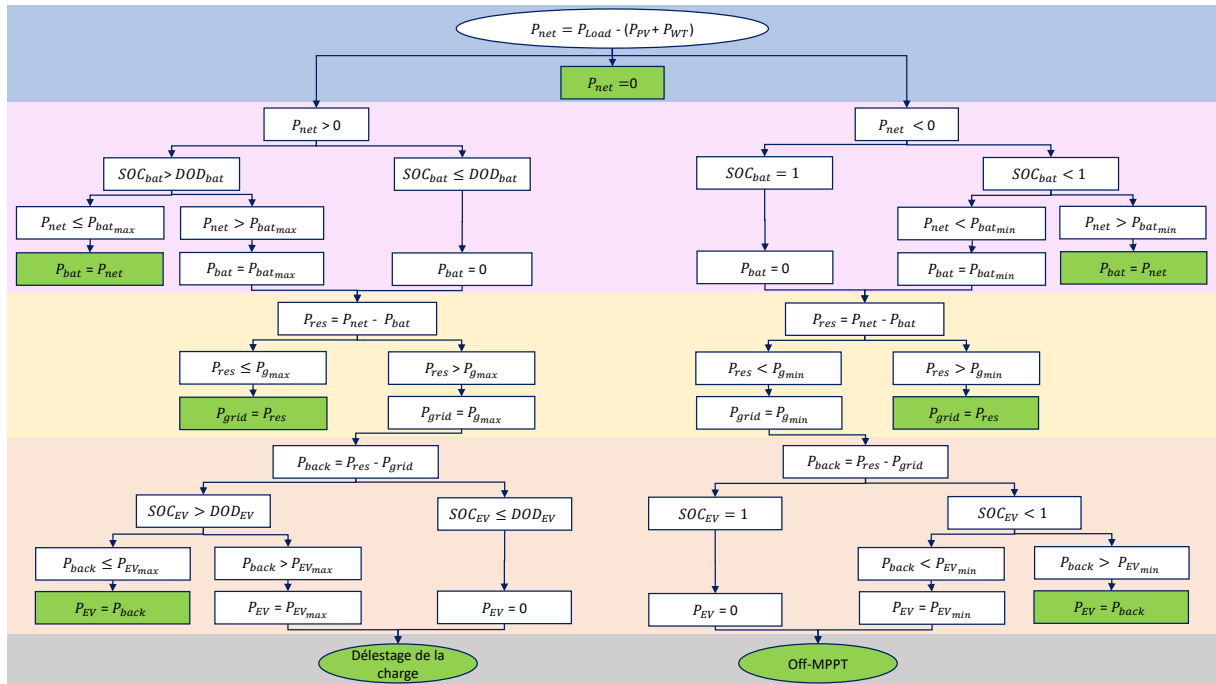 P_net = P_Load - (P_PV + P_WT)
P_net = 0
P_net > 0
P_net < 0
SOC_bat > DOD_bat
SOC_bat ≤ DOD_bat
SOC_bat = 1
SOC_bat < 1
P_net ≤ P_bat_max
P_net > P_bat_max
P_net < P_bat_min
P_net > P_bat_min
P_bat = P_net
P_bat = P_bat_max
P_bat = 0
P_bat = 0
P_bat = P_bat_min
P_bat = P_net
P_res = P_net - P_bat
P_res = P_net - P_bat
P_res ≤ P_g_max
P_res > P_g_max
P_res < P_g_min
P_res > P_g_min
P_grid = P_res
P_grid = P_g_max
P_grid = P_g_min
P_grid = P_res
P_back = P_res - P_grid
P_back = P_res - P_grid
SOC_EV > DOD_EV
SOC_EV ≤ DOD_EV
SOC_EV = 1
SOC_EV < 1
P_back ≤ P_EV_max
P_back > P_EV_max
P_back < P_EV_min
P_back > P_EV_min
P_EV = P_back
P_EV = P_EV_max
P_EV = 0
P_EV = 0
P_EV = P_EV_min
P_EV = P_back
Délestage de la
charge
Off-MPPT